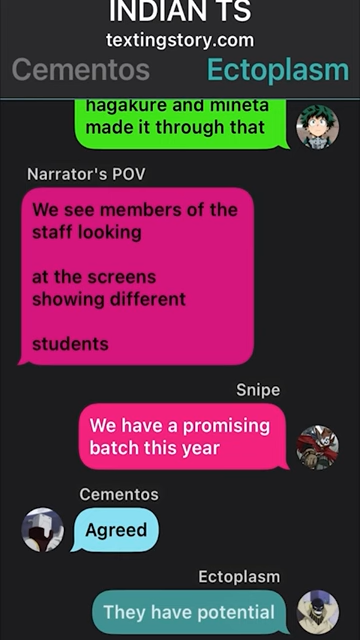 INDIAN TS
textingstory.com
Cementos Ectoplasm
hagakure and mineta
made it through that
Narrator's POV
We see members of the
staff looking
at the screens
showing different
students
Snipe
We have a promising
batch this year
Cementos
Agreed
Ectoplasm
They have potential